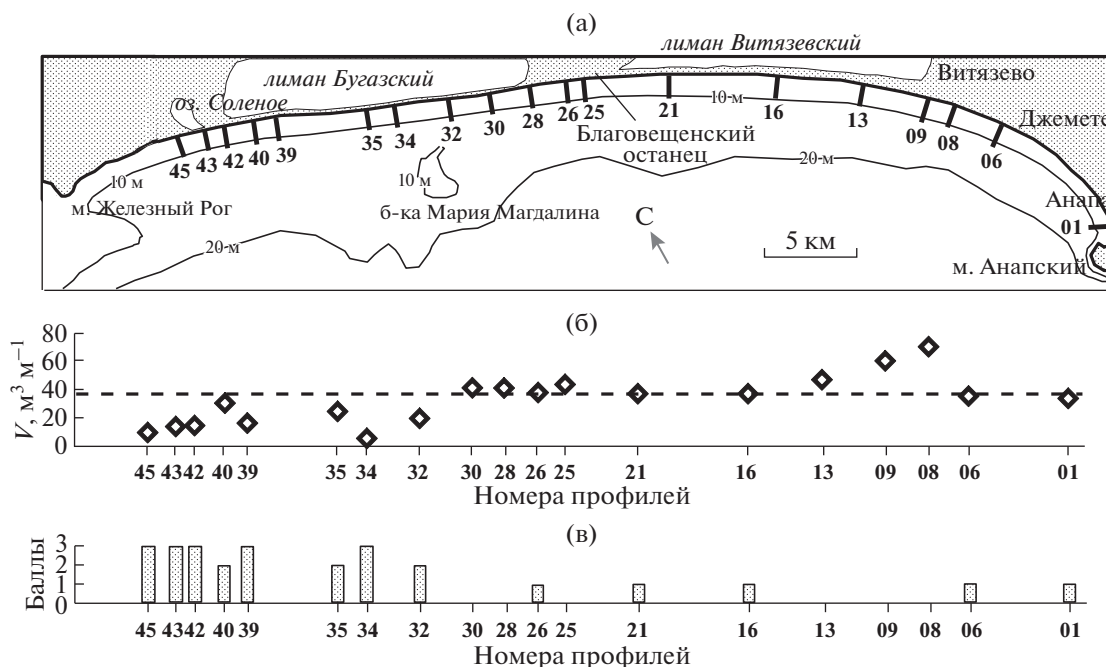 (а)
лиман Витязевский
лиман Бугазский
Витязево
оз. Соленое
10 м
Джемете
45 43 42 40 39 35 34 32 30 28 26 25 21 16 13 09 08 06
Благовещенский
останец
10 м
10 м
20 м
м. Железный Рог
б-ка Мария Магдалина
С
Анапа
01
20 м
5 км
м. Анапский
(б)
V, м³ м⁻¹
80
60
40
20
0
45 43 42 40 39 35 34 32 30 28 26 25 21 16 13 09 08 06 01
Номера профилей
(в)
Баллы
3
2
1
0
45 43 42 40 39 35 34 32 30 28 26 25 21 16 13 09 08 06 01
Номера профилей